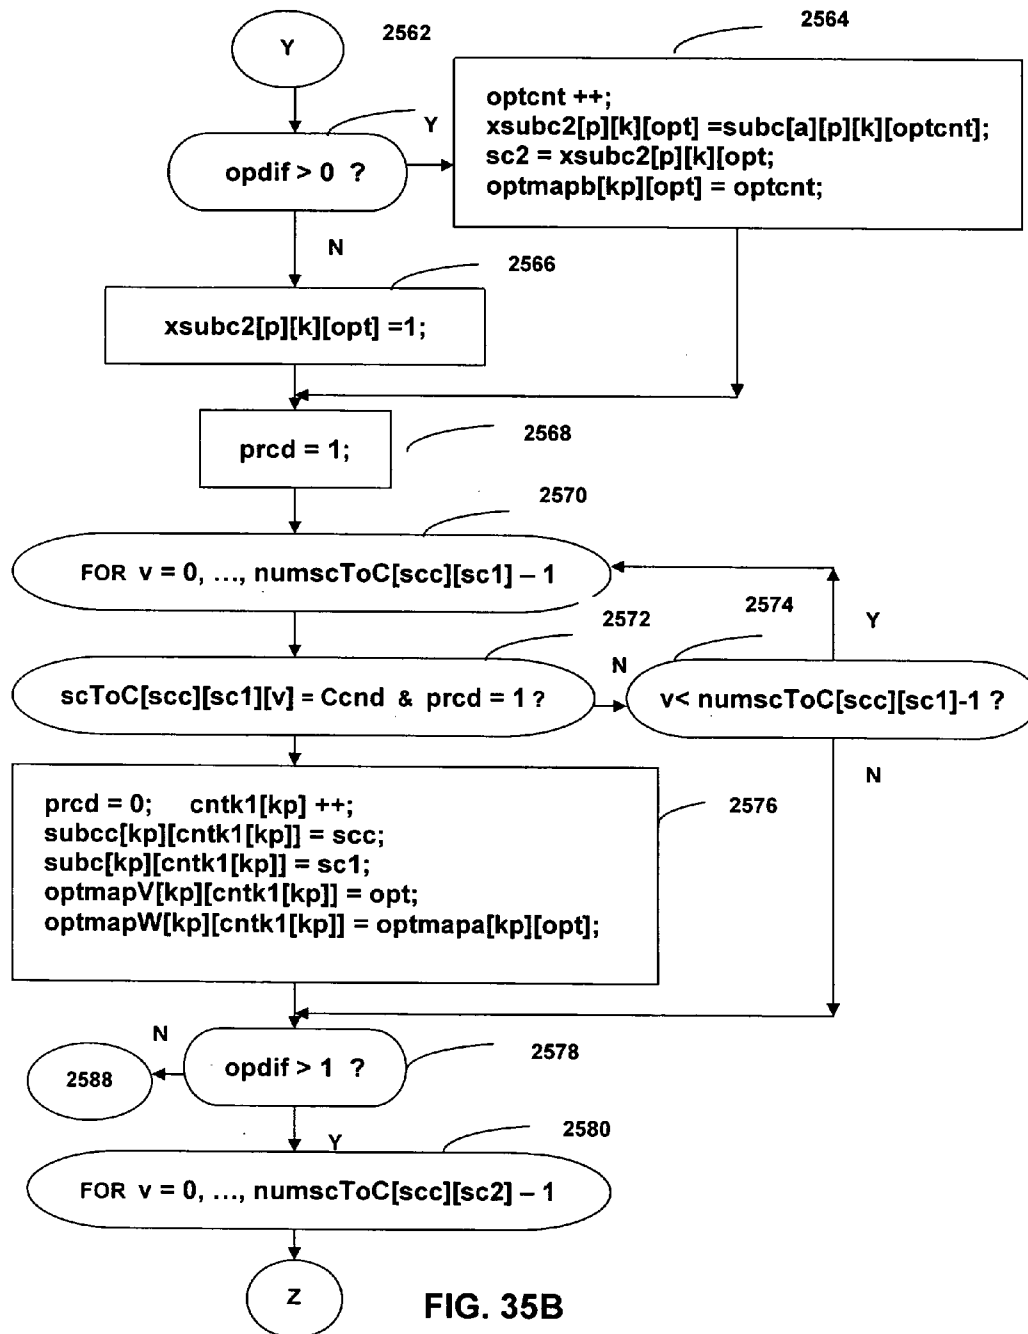 Y
2562
2564
optcnt ++;
xsubc2[p][k][opt] =subc[a][p][k][optcnt];
sc2 = xsubc2[p][k][opt;
optmapb[kp][opt] = optcnt;
Y
opdif > 0 ?
N
2566
xsubc2[p][k][opt] =1;
2568
prcd = 1;
2570
FOR v = 0, ..., numscToC[scc][sc1] – 1
2572
2574
Y
scToC[scc][sc1][v] = Ccnd & prcd = 1 ?
N
v< numscToC[scc][sc1]-1 ?
N
2576
prcd = 0; cntk1[kp] ++;
subcc[kp][cntk1[kp]] = scc;
subc[kp][cntk1[kp]] = sc1;
optmapV[kp][cntk1[kp]] = opt;
optmapW[kp][cntk1[kp]] = optmapa[kp][opt];
N
2578
opdif > 1 ?
2588
Y
2580
FOR v = 0, ..., numscToC[scc][sc2] – 1
Z
FIG. 35B